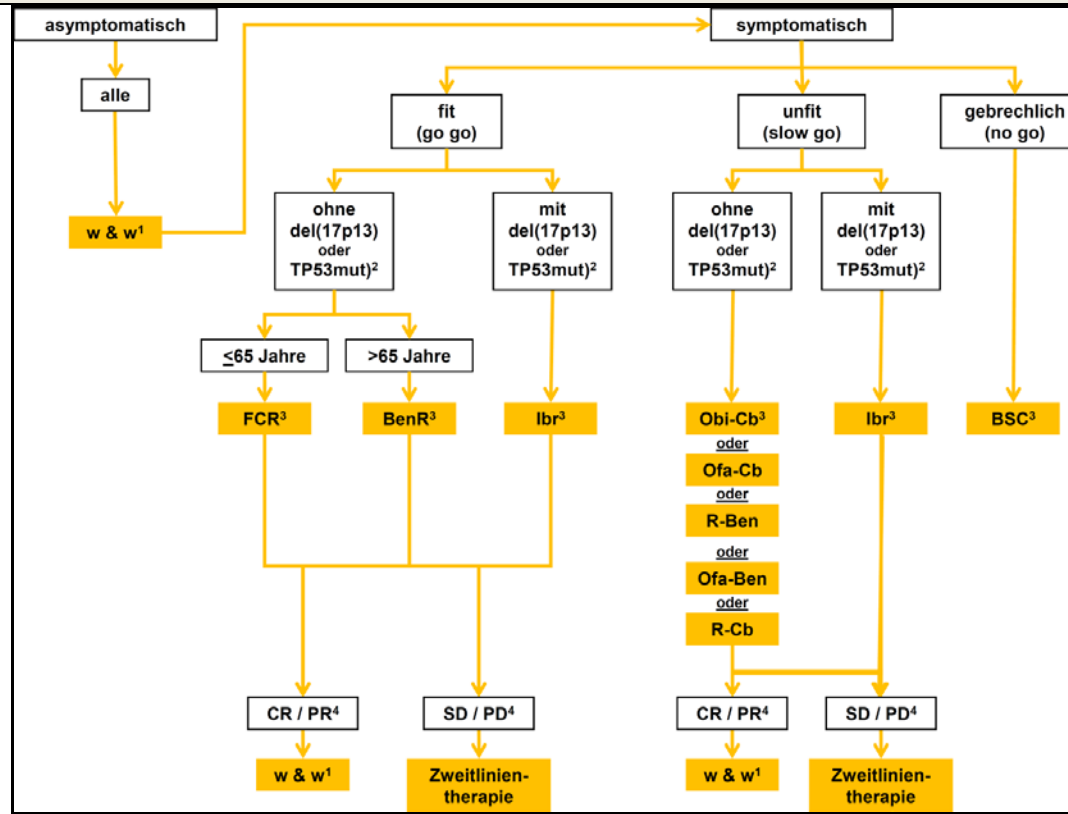 asymptomatisch
symptomatisch
alle
fit
(go go)
unfit
(slow go)
gebrechlich
(no go)
w & w¹
ohne
del(17p13)
oder
TP53mut)²
mit
del(17p13)
oder
TP53mut)²
ohne
del(17p13)
oder
TP53mut)²
mit
del(17p13)
oder
TP53mut)²
≤65 Jahre
>65 Jahre
FCR³
BenR³
Ibr³
Obi-Cb³
Ibr³
BSC³
oder
Ofa-Cb
oder
R-Ben
oder
Ofa-Ben
oder
R-Cb
CR / PR⁴
SD / PD⁴
CR / PR⁴
SD / PD⁴
w & w¹
Zweitlinien-
therapie
w & w¹
Zweitlinien-
therapie